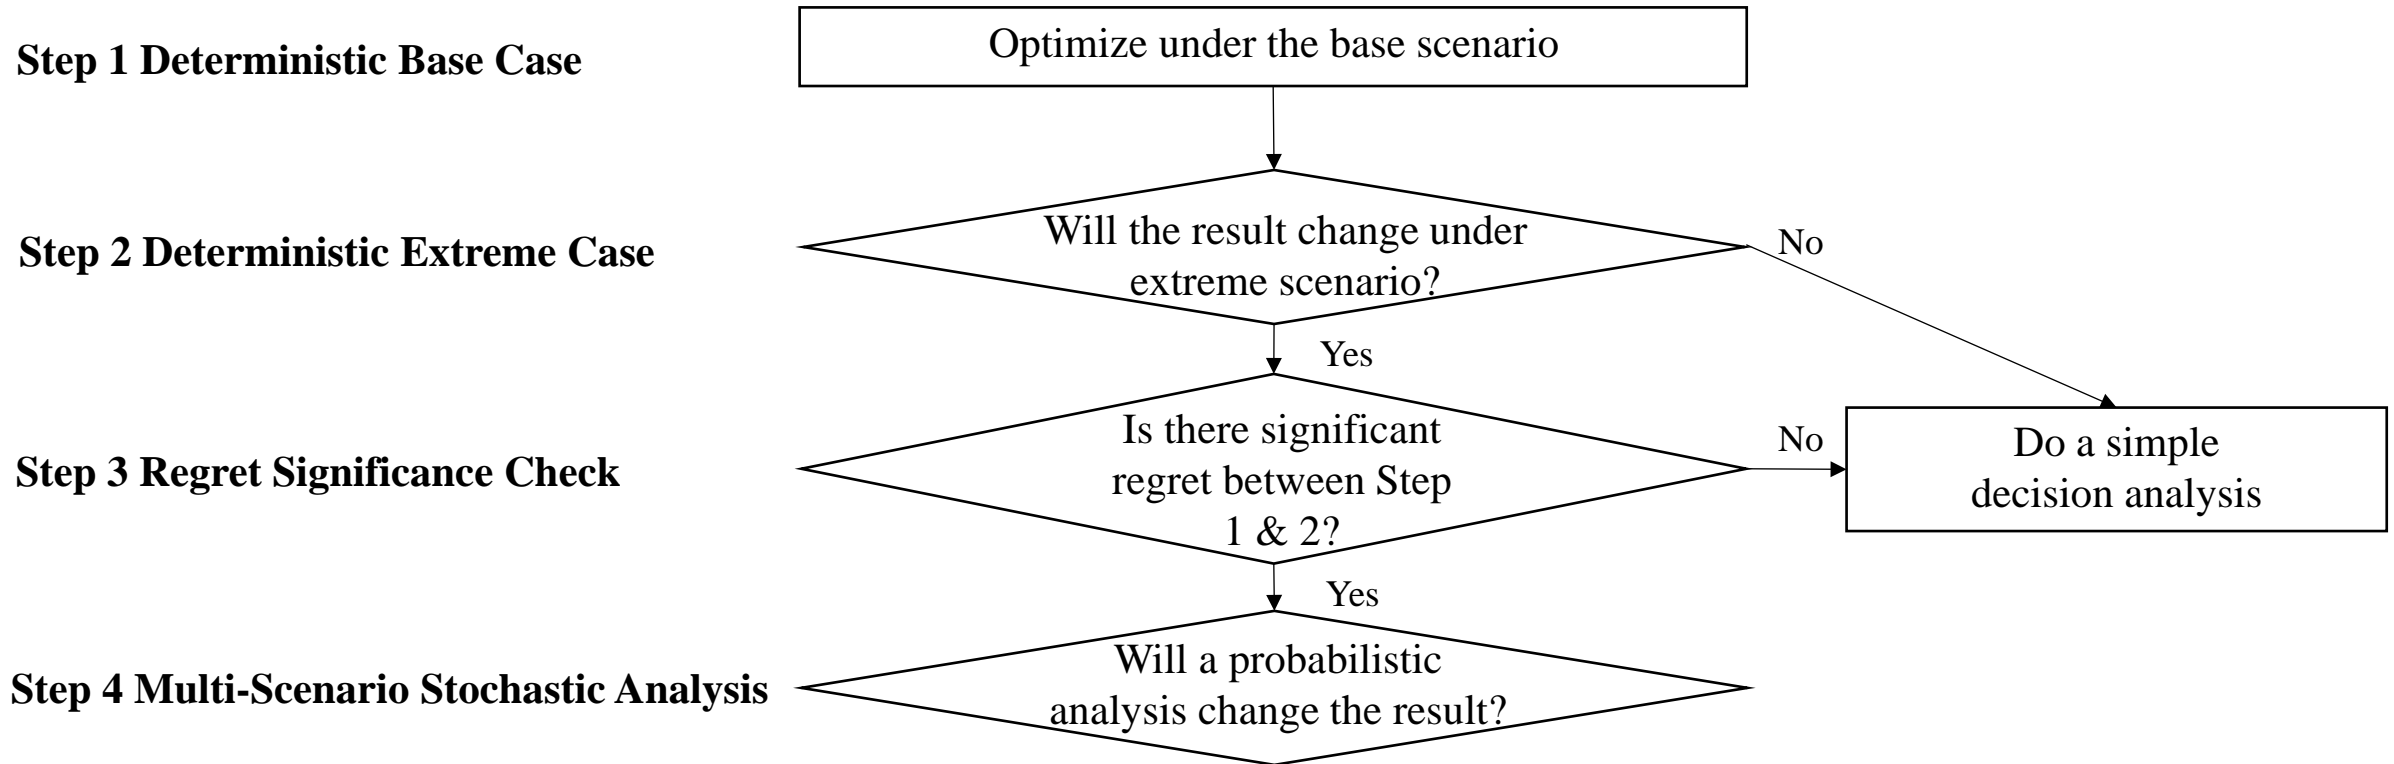 Step 1 Deterministic Base Case
Optimize under the base scenario
Step 2 Deterministic Extreme Case
Will the result change under
extreme scenario?
No
Yes
Step 3 Regret Significance Check
Is there significant
regret between Step
1 & 2?
No
Do a simple
decision analysis
Yes
Step 4 Multi-Scenario Stochastic Analysis
Will a probabilistic
analysis change the result?